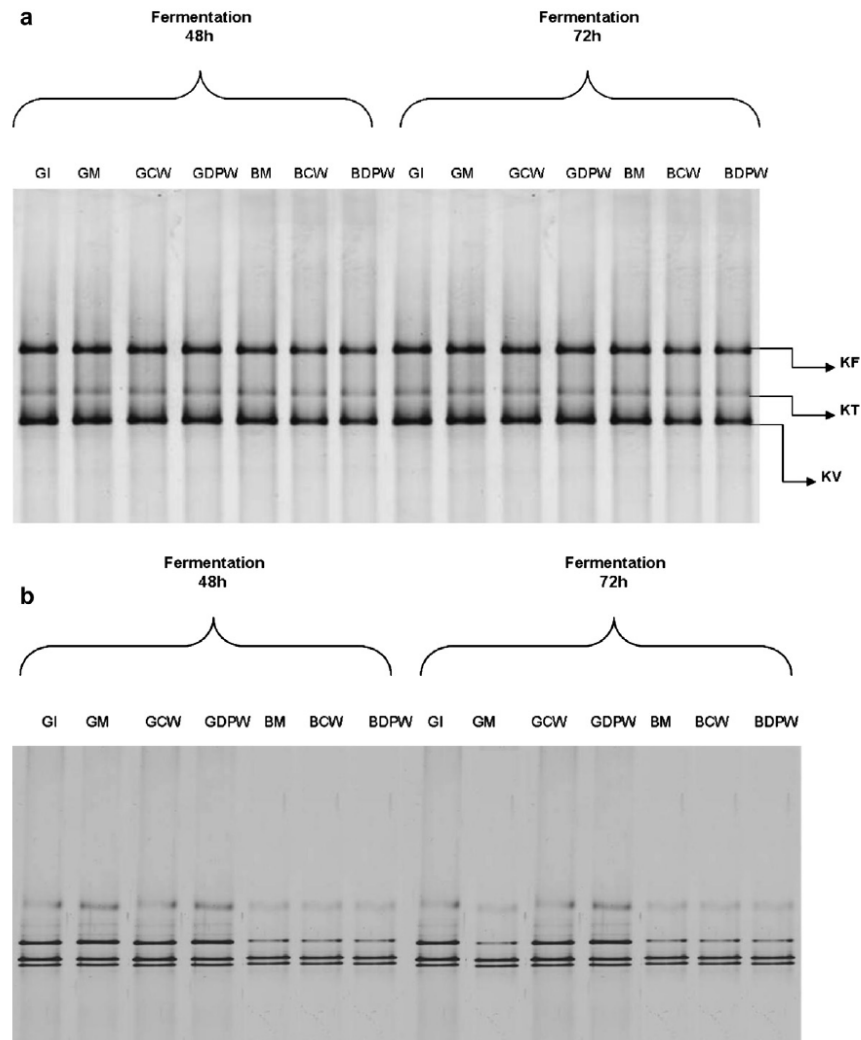 a
Fermentation Fermentation
48h 72h
GI GM GCW GDPW BM BCW BDPW GI GM GCW GDPW BM BCW BDPW
KF
KT
KV
Fermentation Fermentation
48h 72h
b
GI GM GCW GDPW BM BCW BDPW GI GM GCW GDPW BM BCW BDPW